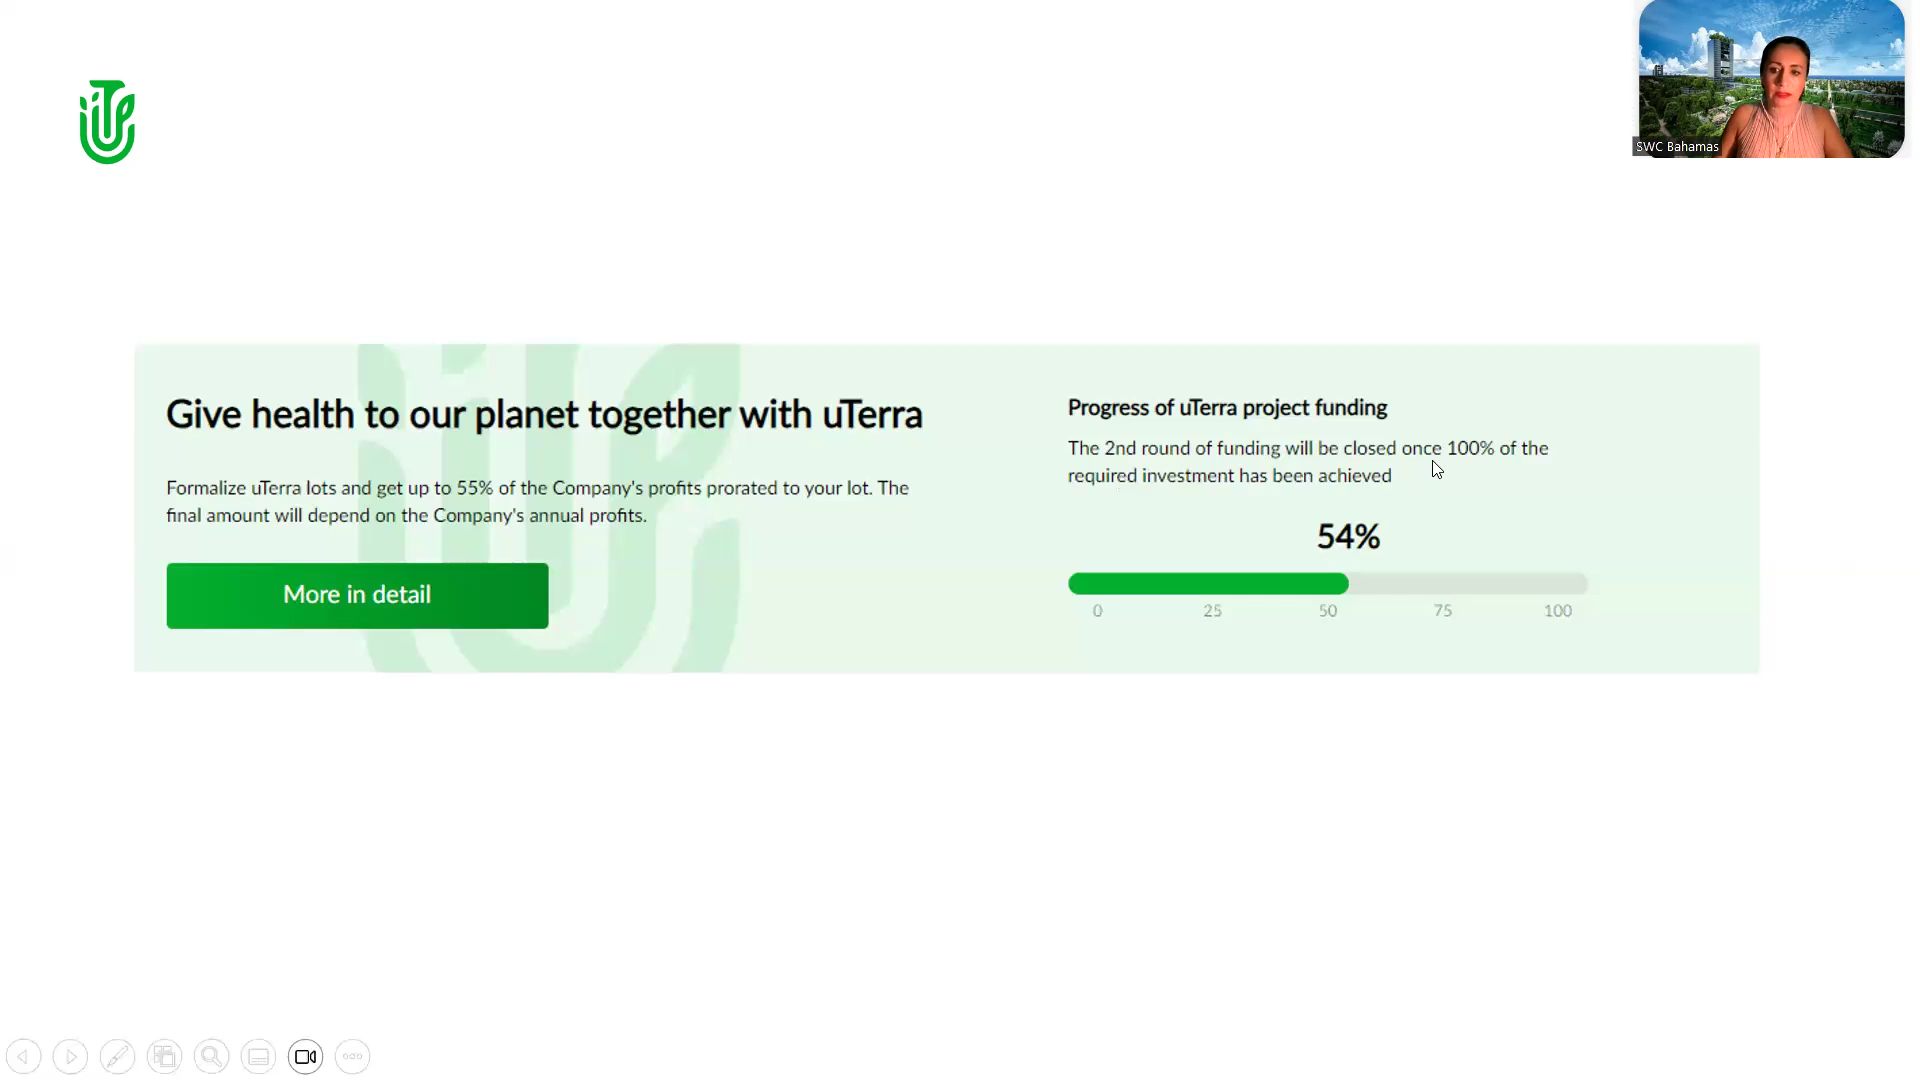 SWC Bahamas
Give health to our planet together with uTerra
Formalize uTerra lots and get up to 55% of the Company's profits prorated to your lot. The
final amount will depend on the Company's annual profits.
More in detail
Progress of uTerra project funding
The 2nd round of funding will be closed once 100% of the
required investment has been achieved
54%
0 25 50 75 100